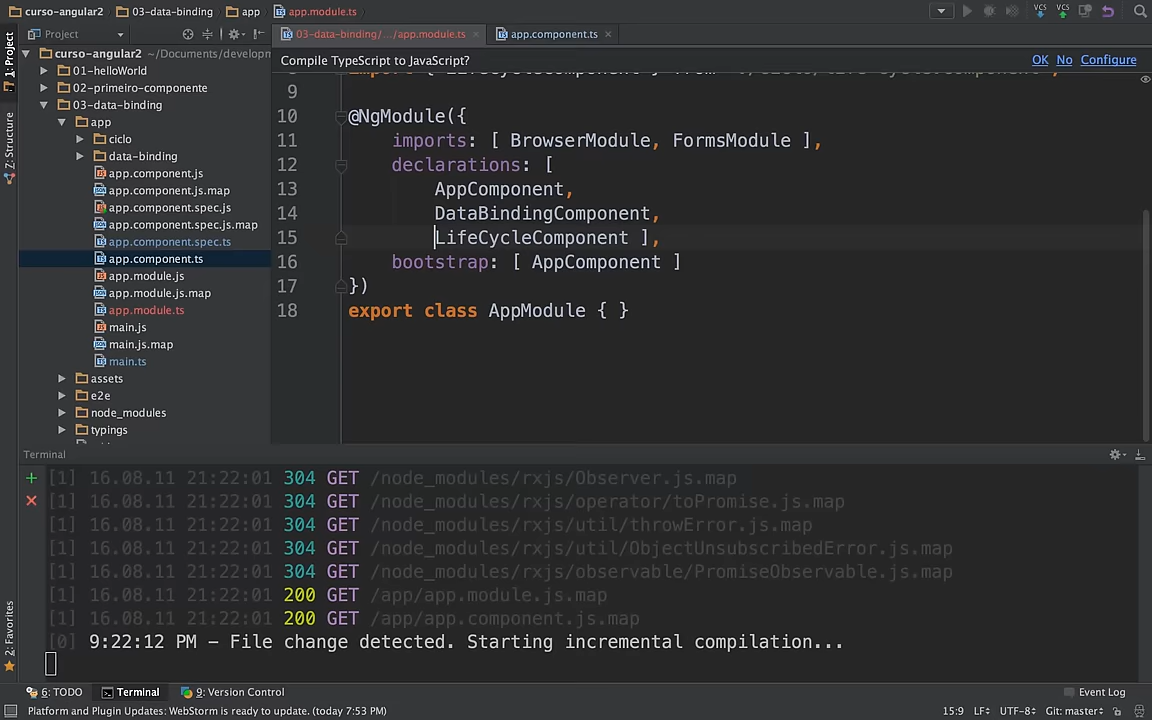 curso-angular2 03-data-binding app app.module.ts VCS VCS
Project
03-data-binding/.../app.module.ts × app.component.ts ×
1: Project
7: Structure
2: Favorites
curso-angular2 ~/Documents/developm
01-helloWorld
02-primeiro-componente
03-data-binding
app
ciclo
data-binding
app.component.js
app.component.js.map
app.component.spec.js
app.component.spec.js.map
app.component.spec.ts
app.component.ts
app.module.js
app.module.js.map
app.module.ts
main.js
main.js.map
main.ts
assets
e2e
node_modules
typings
Compile TypeScript to JavaScript? OK No Configure
9
10 @NgModule({
11 imports: [ BrowserModule, FormsModule ],
12 declarations: [
13 AppComponent,
14 DataBindingComponent,
15 LifeCycleComponent ],
16 bootstrap: [ AppComponent ]
17 })
18 export class AppModule { }
Terminal
[1] 16.08.11 21:22:01 304 GET /node_modules/rxjs/Observer.js.map
[1] 16.08.11 21:22:01 304 GET /node_modules/rxjs/operator/toPromise.js.map
[1] 16.08.11 21:22:01 304 GET /node_modules/rxjs/util/throwError.js.map
[1] 16.08.11 21:22:01 304 GET /node_modules/rxjs/util/ObjectUnsubscribedError.js.map
[1] 16.08.11 21:22:01 304 GET /node_modules/rxjs/observable/PromiseObservable.js.map
[1] 16.08.11 21:22:01 200 GET /app/app.module.js.map
[1] 16.08.11 21:22:01 200 GET /app/app.component.js.map
[0] 9:22:12 PM – File change detected. Starting incremental compilation...
6: TODO Terminal 9: Version Control Event Log
Platform and Plugin Updates: WebStorm is ready to update. (today 7:53 PM) 15:9 LF UTF-8 Git: master